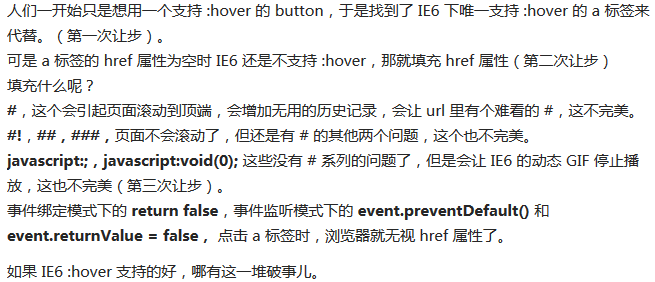 人们一开始只是想用一个支持 :hover 的 button，于是找到了 IE6 下唯一支持 :hover 的 a 标签来
代替。（第一次让步）。
可是 a 标签的 href 属性为空时 IE6 还是不支持 :hover，那就填充 href 属性（第二次让步）
填充什么呢？
#，这个会引起页面滚动到顶端，会增加无用的历史记录，会让 url 里有个难看的 #，这不完美。
#!，##，###，页面不会滚动了，但还是有 # 的其他两个问题，这个也不完美。
javascript:;，javascript:void(0); 这些没有 # 系列的问题了，但是会让 IE6 的动态 GIF 停止播
放，这也不完美（第三次让步）。
事件绑定模式下的 return false，事件监听模式下的 event.preventDefault() 和
event.returnValue = false， 点击 a 标签时，浏览器就无视 href 属性了。
如果 IE6 :hover 支持的好，哪有这一堆破事儿。